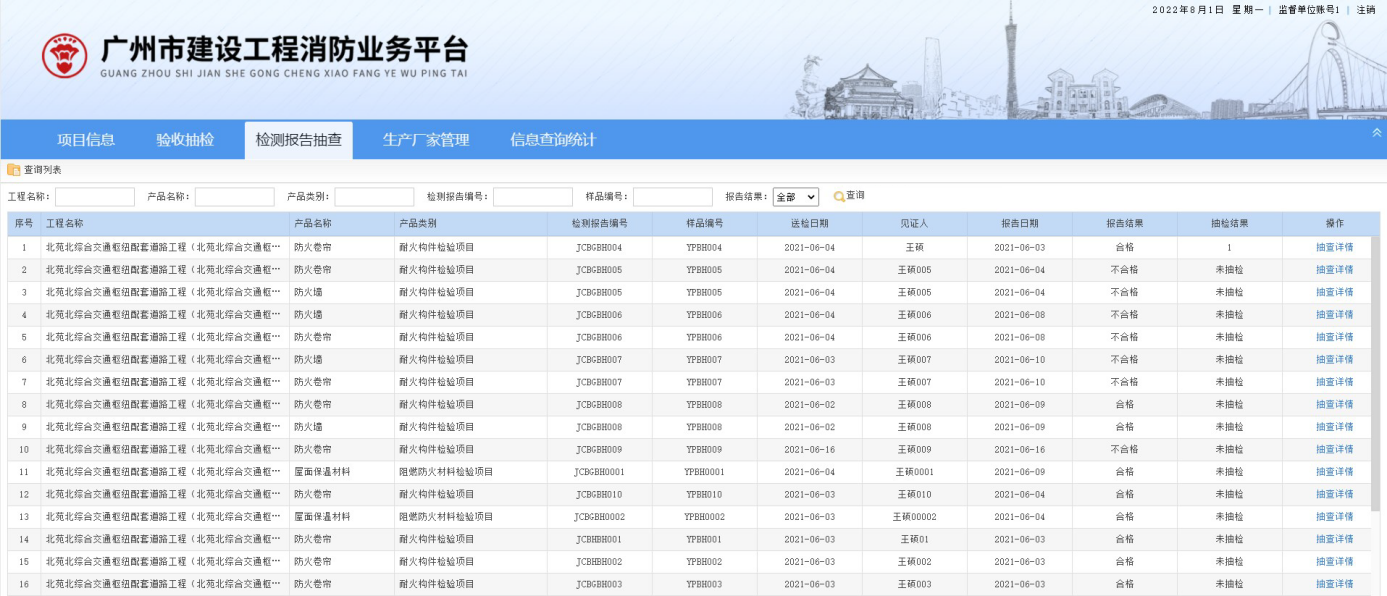 2022年8月1日 星期一 | 监督单位账号1 | 注销
广州市建设工程消防业务平台
GUANG ZHOU SHI JIAN SHE GONG CHENG XIAO FANG YE WU PING TAI
项目信息 验收抽检 检测报告抽查 生产厂家管理 信息查询统计
查询列表
工程名称: 产品名称: 产品类别: 检测报告编号: 样品编号: 报告结果: 全部 查询
序号 工程名称 产品名称 产品类别 检测报告编号 样品编号 送检日期 见证人 报告日期 报告结果 抽检结果 操作
1 北苑北综合交通枢纽配套道路工程（北苑北综合交通枢… 防火卷帘 耐火构件检验项目 JCBGBH004 YPBH004 2021-06-04 王硕 2021-06-03 合格 1 抽查详情
2 北苑北综合交通枢纽配套道路工程（北苑北综合交通枢… 防火卷帘 耐火构件检验项目 JCBGBH005 YPBH005 2021-06-04 王硕005 2021-06-04 不合格 未抽检 抽查详情
3 北苑北综合交通枢纽配套道路工程（北苑北综合交通枢… 防火墙 耐火构件检验项目 JCBGBH005 YPBH005 2021-06-04 王硕005 2021-06-04 不合格 未抽检 抽查详情
4 北苑北综合交通枢纽配套道路工程（北苑北综合交通枢… 防火墙 耐火构件检验项目 JCBGBH006 YPBH006 2021-06-04 王硕006 2021-06-08 不合格 未抽检 抽查详情
5 北苑北综合交通枢纽配套道路工程（北苑北综合交通枢… 防火卷帘 耐火构件检验项目 JCBGBH006 YPBH006 2021-06-04 王硕006 2021-06-08 不合格 未抽检 抽查详情
6 北苑北综合交通枢纽配套道路工程（北苑北综合交通枢… 防火墙 耐火构件检验项目 JCBGBH007 YPBH007 2021-06-03 王硕007 2021-06-10 不合格 未抽检 抽查详情
7 北苑北综合交通枢纽配套道路工程（北苑北综合交通枢… 防火卷帘 耐火构件检验项目 JCBGBH007 YPBH007 2021-06-03 王硕007 2021-06-10 不合格 未抽检 抽查详情
8 北苑北综合交通枢纽配套道路工程（北苑北综合交通枢… 防火卷帘 耐火构件检验项目 JCBGBH008 YPBH008 2021-06-02 王硕008 2021-06-09 合格 未抽检 抽查详情
9 北苑北综合交通枢纽配套道路工程（北苑北综合交通枢… 防火墙 耐火构件检验项目 JCBGBH008 YPBH008 2021-06-02 王硕008 2021-06-09 合格 未抽检 抽查详情
10 北苑北综合交通枢纽配套道路工程（北苑北综合交通枢… 防火卷帘 耐火构件检验项目 JCBGBH009 YPBH009 2021-06-16 王硕009 2021-06-16 不合格 未抽检 抽查详情
11 北苑北综合交通枢纽配套道路工程（北苑北综合交通枢… 屋面保温材料 阻燃防火材料检验项目 JCBGBH0001 YPBH0001 2021-06-04 王硕0001 2021-06-09 合格 未抽检 抽查详情
12 北苑北综合交通枢纽配套道路工程（北苑北综合交通枢… 防火卷帘 耐火构件检验项目 JCBGBH010 YPBH010 2021-06-03 王硕010 2021-06-04 合格 未抽检 抽查详情
13 北苑北综合交通枢纽配套道路工程（北苑北综合交通枢… 屋面保温材料 阻燃防火材料检验项目 JCBGBH0002 YPBH0002 2021-06-03 王硕00002 2021-06-04 合格 未抽检 抽查详情
14 北苑北综合交通枢纽配套道路工程（北苑北综合交通枢… 防火卷帘 耐火构件检验项目 JCBHBH001 YPBH001 2021-06-03 王硕01 2021-06-03 合格 未抽检 抽查详情
15 北苑北综合交通枢纽配套道路工程（北苑北综合交通枢… 防火卷帘 耐火构件检验项目 JCBHBH002 YPBH002 2021-06-03 王硕002 2021-06-03 合格 未抽检 抽查详情
16 北苑北综合交通枢纽配套道路工程（北苑北综合交通枢… 防火卷帘 耐火构件检验项目 JCBGBH003 YPBH003 2021-06-03 王硕003 2021-06-03 合格 未抽检 抽查详情